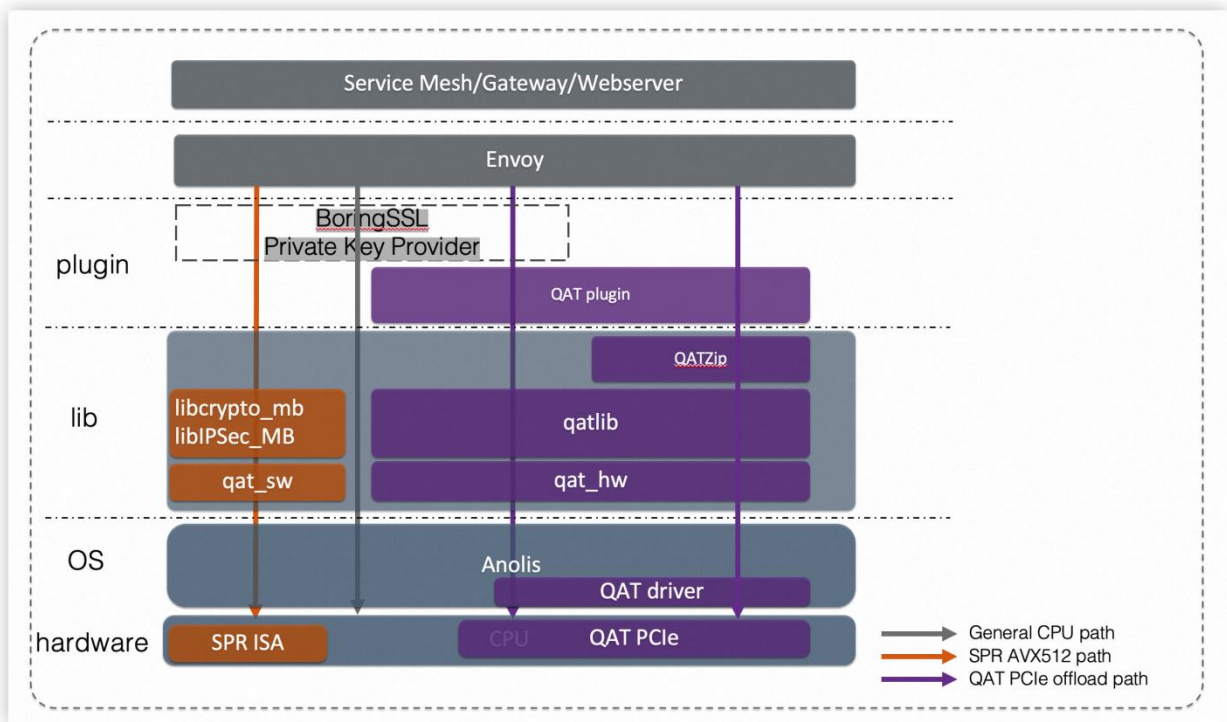 Service Mesh/Gateway/Webserver
Envoy
BoringSSL
Private Key Provider
plugin
QAT plugin
QATZip
lib
libcrypto_mb
libIPSec_MB
qatlib
qat_sw
qat_hw
OS
Anolis
QAT driver
hardware
SPR ISA
CPU
QAT PCIe
General CPU path
SPR AVX512 path
QAT PCIe offload path